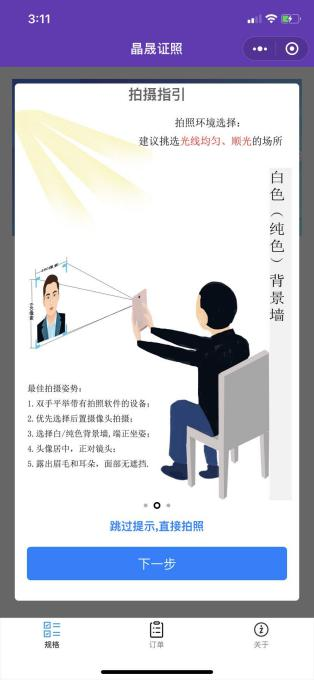 3:11
晶晟证照
拍摄指引
拍照环境选择:
建议挑选光线均匀、顺光的场所
白色（纯色）背景墙
最佳拍摄姿势:
1.双手平举带有拍照软件的设备;
2.优先选择后置摄像头拍摄;
3.选择白/纯色背景墙,端正坐姿;
4.头像居中，正对镜头;
5.露出眉毛和耳朵，面部无遮挡.
跳过提示,直接拍照
下一步
规格
订单
关于